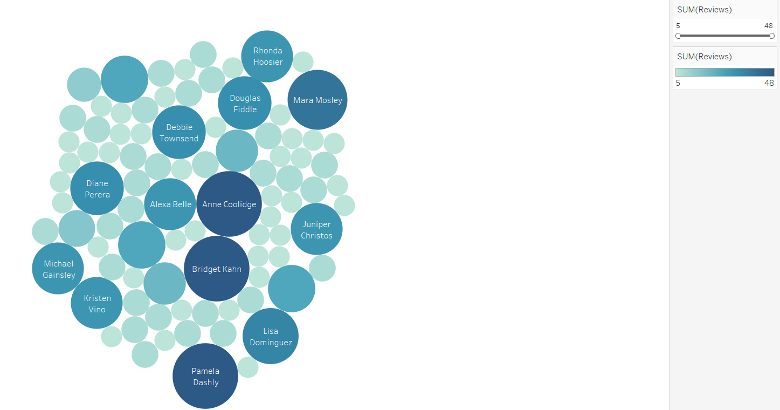 SUM(Reviews)
5 48
SUM(Reviews)
5 48
Rhonda
Hoosier
Mara Mosley
Douglas
Fiddle
Debbie
Townsend
Diane
Perera
Alexa Belle
Anne Coolidge
Juniper
Christos
Michael
Gainsley
Bridget Kahn
Kristen
Vino
Lisa
Dominguez
Pamela
Dashly